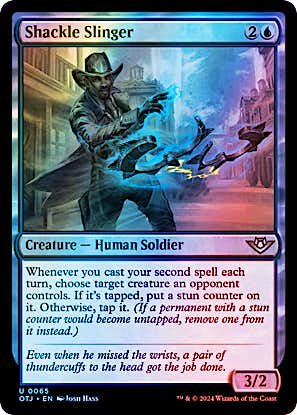 Shackle Slinger 2
Creature — Human Soldier
Whenever you cast your second spell each
turn, choose target creature an opponent
controls. If it's tapped, put a stun counter
on it. Otherwise, tap it. (If a permanent with a stun
counter would become untapped, remove one from
it instead.)
Even when he missed the wrists, a pair of
thundercuffs to the head got the job done.
3/2
U 0065
OTJ • EN Josh Hass
™ & © 2024 Wizards of the Coast